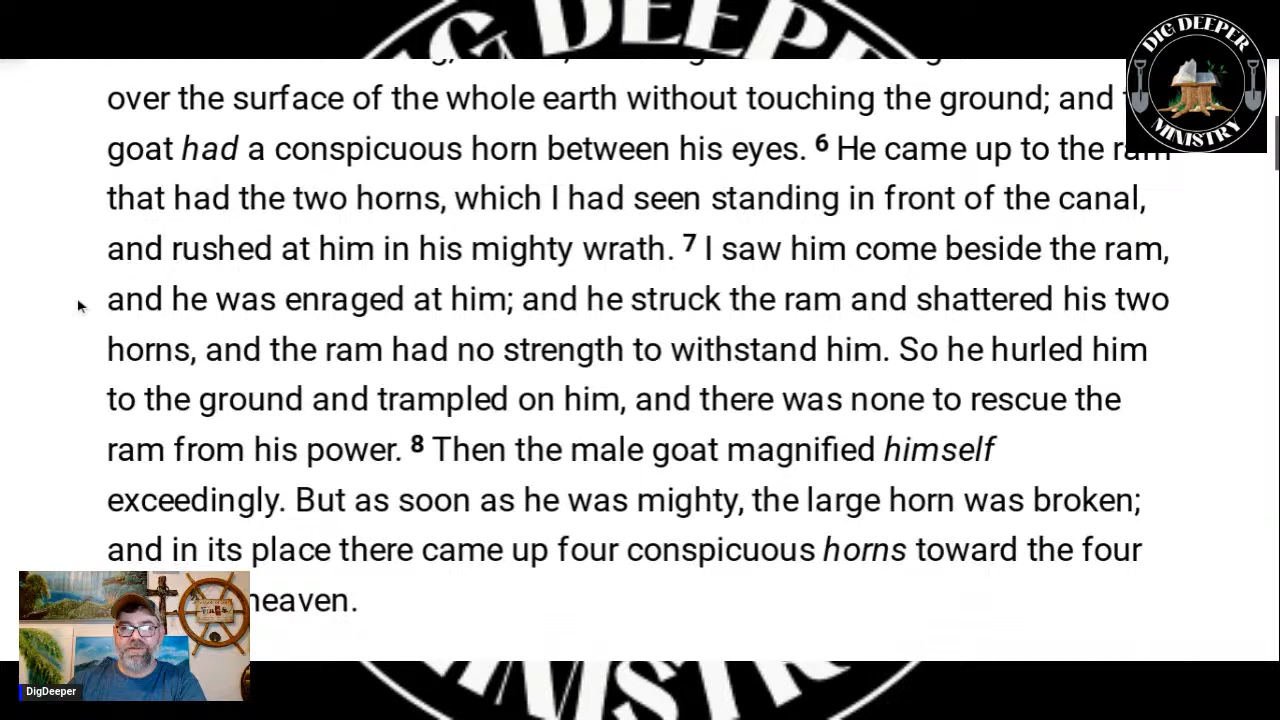 DIG DEEPER
DIG DEEPER
MINISTRY
over the surface of the whole earth without touching the ground; and
goat had a conspicuous horn between his eyes. 6 He came up to the ram
that had the two horns, which I had seen standing in front of the canal,
and rushed at him in his mighty wrath. 7 I saw him come beside the ram,
and he was enraged at him; and he struck the ram and shattered his two
horns, and the ram had no strength to withstand him. So he hurled him
to the ground and trampled on him, and there was none to rescue the
ram from his power. 8 Then the male goat magnified himself
exceedingly. But as soon as he was mighty, the large horn was broken;
and in its place there came up four conspicuous horns toward the four
heaven.
DigDeeper
MINISTRY